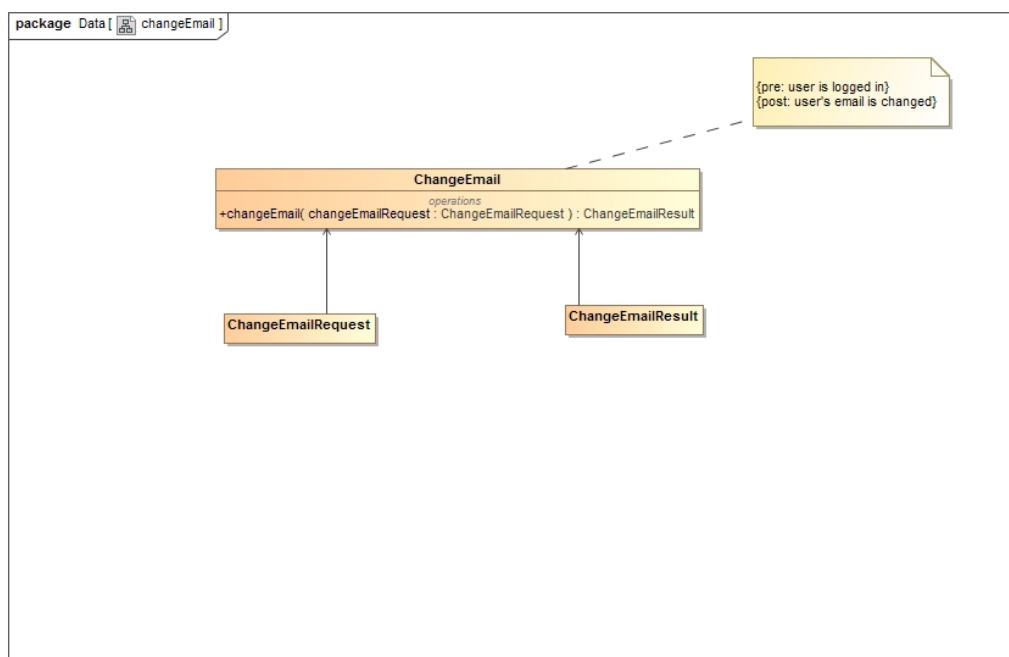 package Data [ changeEmail ]
{pre: user is logged in}
{post: user's email is changed}
ChangeEmail
operations
+changeEmail( changeEmailRequest : ChangeEmailRequest ) : ChangeEmailResult
ChangeEmailRequest
ChangeEmailResult